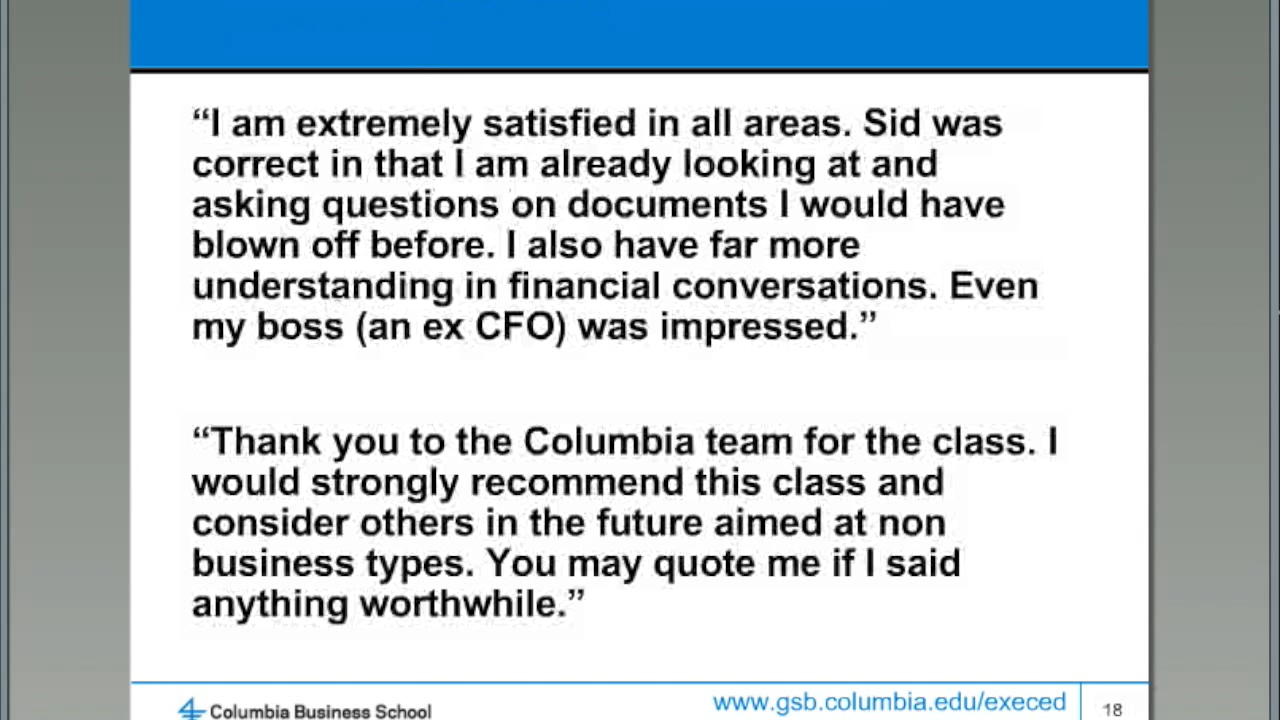 “I am extremely satisfied in all areas. Sid was
correct in that I am already looking at and
asking questions on documents I would have
blown off before. I also have far more
understanding in financial conversations. Even
my boss (an ex CFO) was impressed.”
“Thank you to the Columbia team for the class. I
would strongly recommend this class and
consider others in the future aimed at non
business types. You may quote me if I said
anything worthwhile.”
Columbia Business School
www.gsb.columbia.edu/execed
18